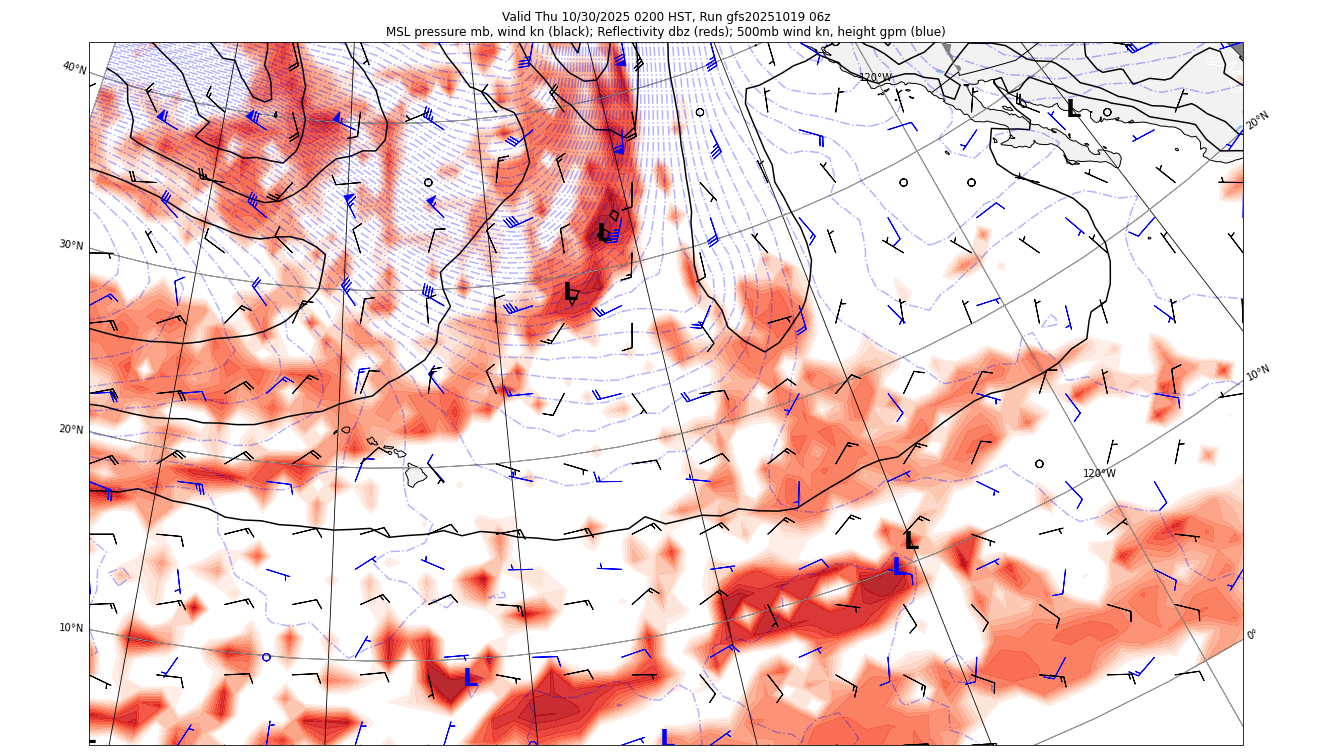 Valid Thu 10/30/2025 0200 HST, Run gfs20251019 06z
MSL pressure mb, wind kn (black); Reflectivity dbz (reds); 500mb wind kn, height gpm (blue)
40°N
120°W
L
20°N
L
30°N
L
10°N
20°N
120°W
L
L
10°N
0°
L
L